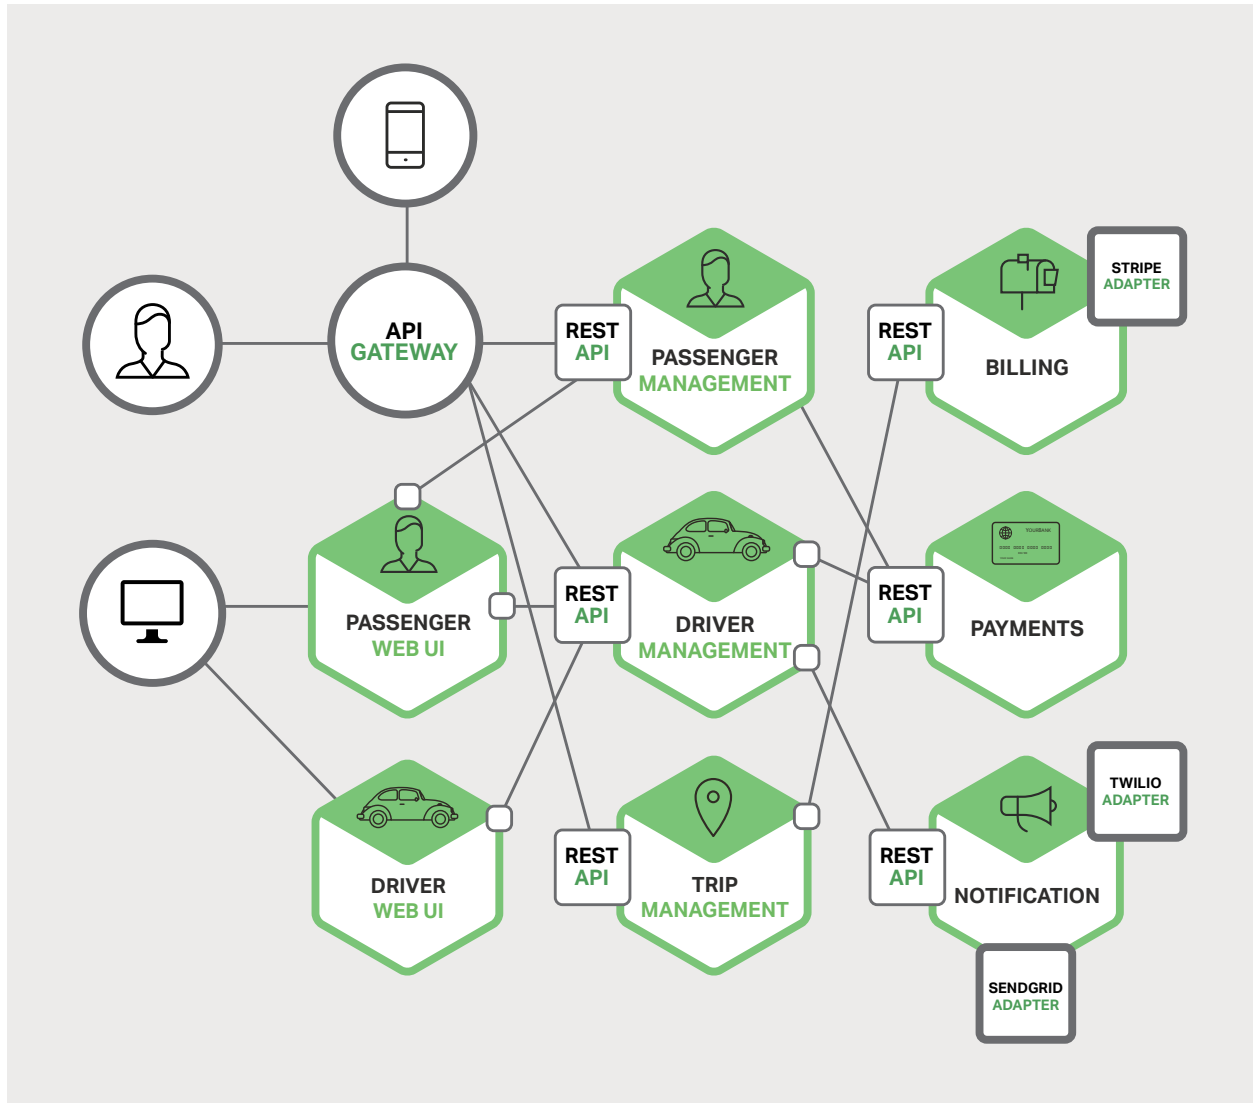 API
GATEWAY
REST
API
PASSENGER
MANAGEMENT
REST
API
BILLING
STRIPE
ADAPTER
PASSENGER
WEB UI
REST
API
DRIVER
MANAGEMENT
REST
API
YOURBANK
PAYMENTS
DRIVER
WEB UI
REST
API
TRIP
MANAGEMENT
REST
API
NOTIFICATION
TWILIO
ADAPTER
SENDGRID
ADAPTER